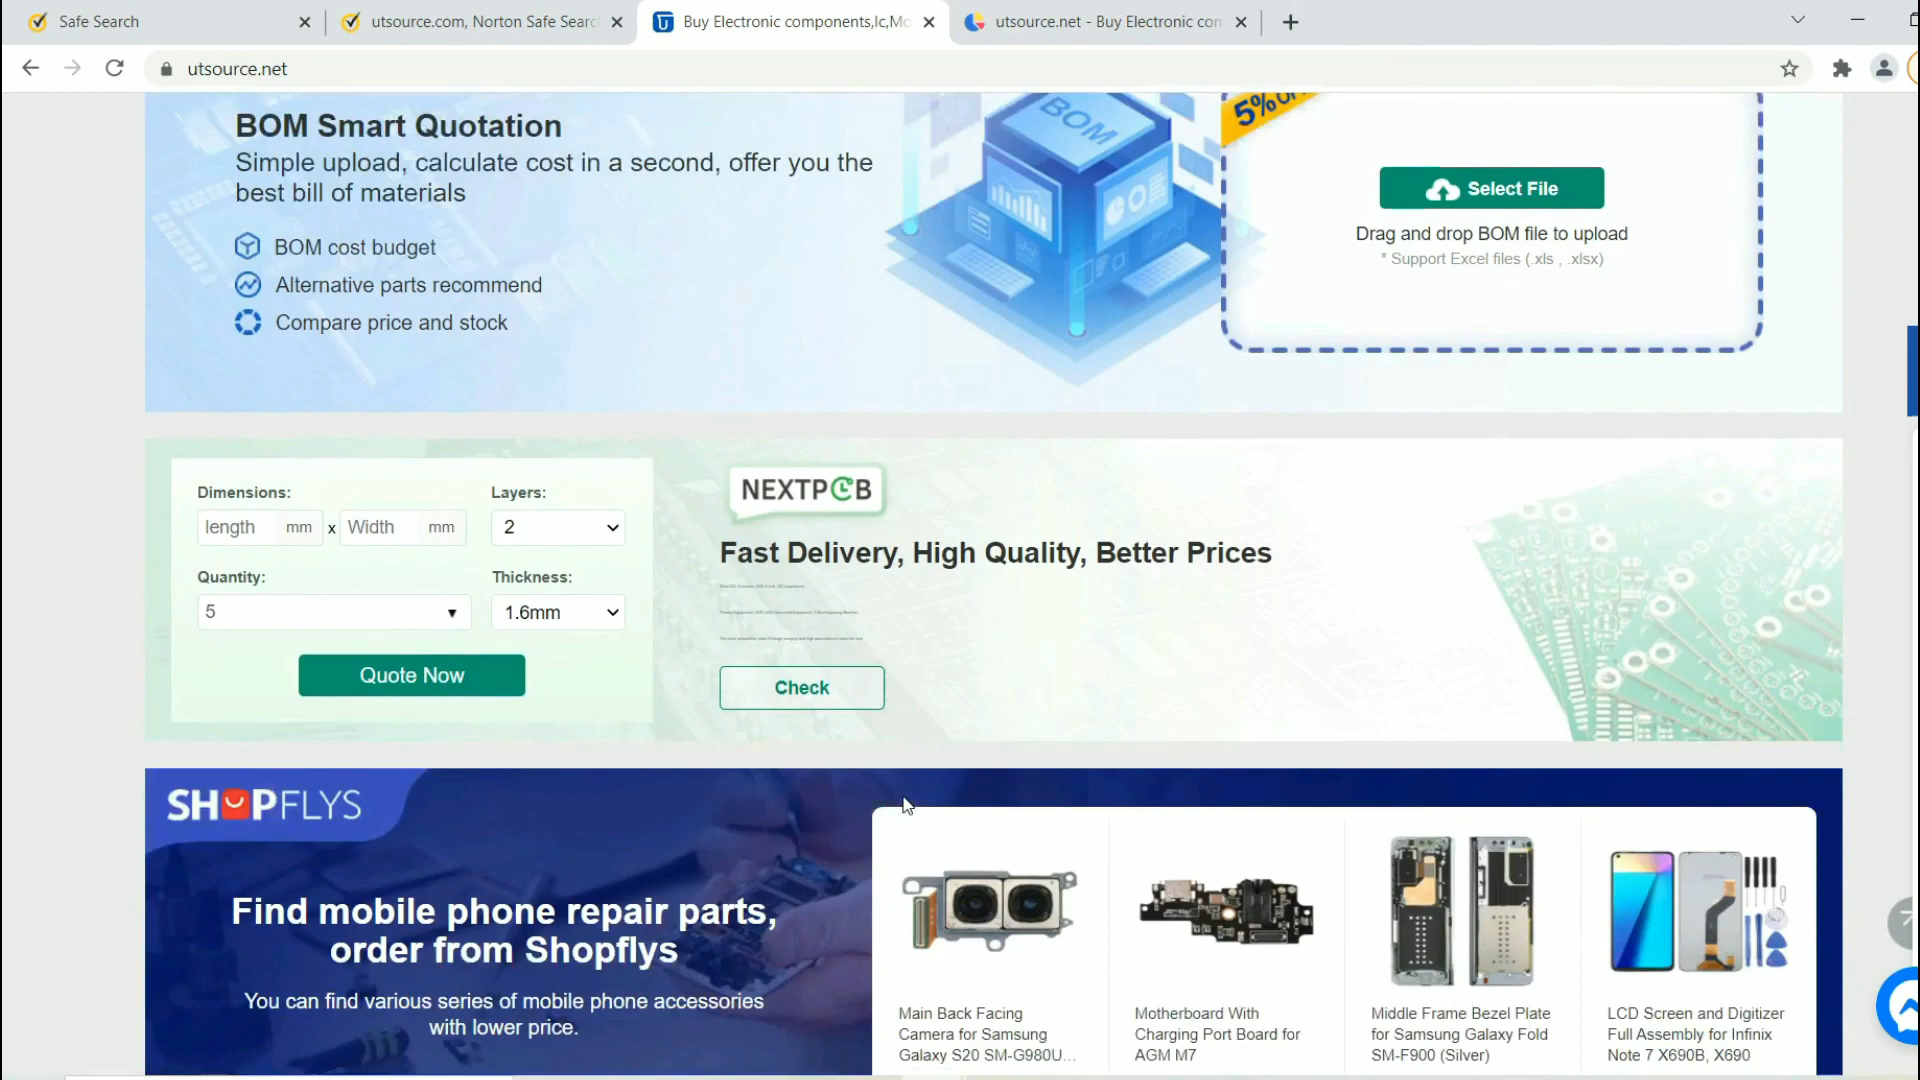 Safe Search
utsource.com, Norton Safe Searc
Buy Electronic components,Ic,Mo
utsource.net - Buy Electronic com
utsource.net
BOM Smart Quotation
Simple upload, calculate cost in a second, offer you the
best bill of materials
BOM cost budget
Alternative parts recommend
Compare price and stock
BOM
5%
Select File
Drag and drop BOM file to upload
* Support Excel files (.xls , .xlsx)
Dimensions:
Layers:
length mm x Width mm
2
Quantity:
Thickness:
5
1.6mm
Quote Now
NEXTPCB
Fast Delivery, High Quality, Better Prices
Check
SHOPFLYS
Find mobile phone repair parts,
order from Shopflys
You can find various series of mobile phone accessories
with lower price.
Main Back Facing
Camera for Samsung
Galaxy S20 SM-G980U...
Motherboard With
Charging Port Board for
AGM M7
Middle Frame Bezel Plate
for Samsung Galaxy Fold
SM-F900 (Silver)
LCD Screen and Digitizer
Full Assembly for Infinix
Note 7 X690B, X690